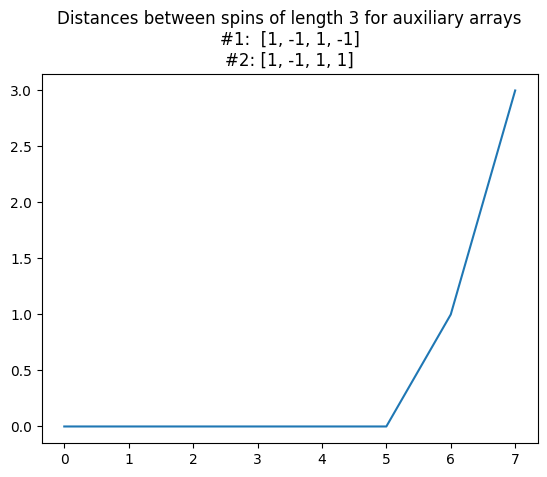 Distances between spins of length 3 for auxiliary arrays
#1:  [1, -1, 1, -1]
#2: [1, -1, 1, 1]
3.0
2.5
2.0
1.5
1.0
0.5
0.0
0 1 2 3 4 5 6 7